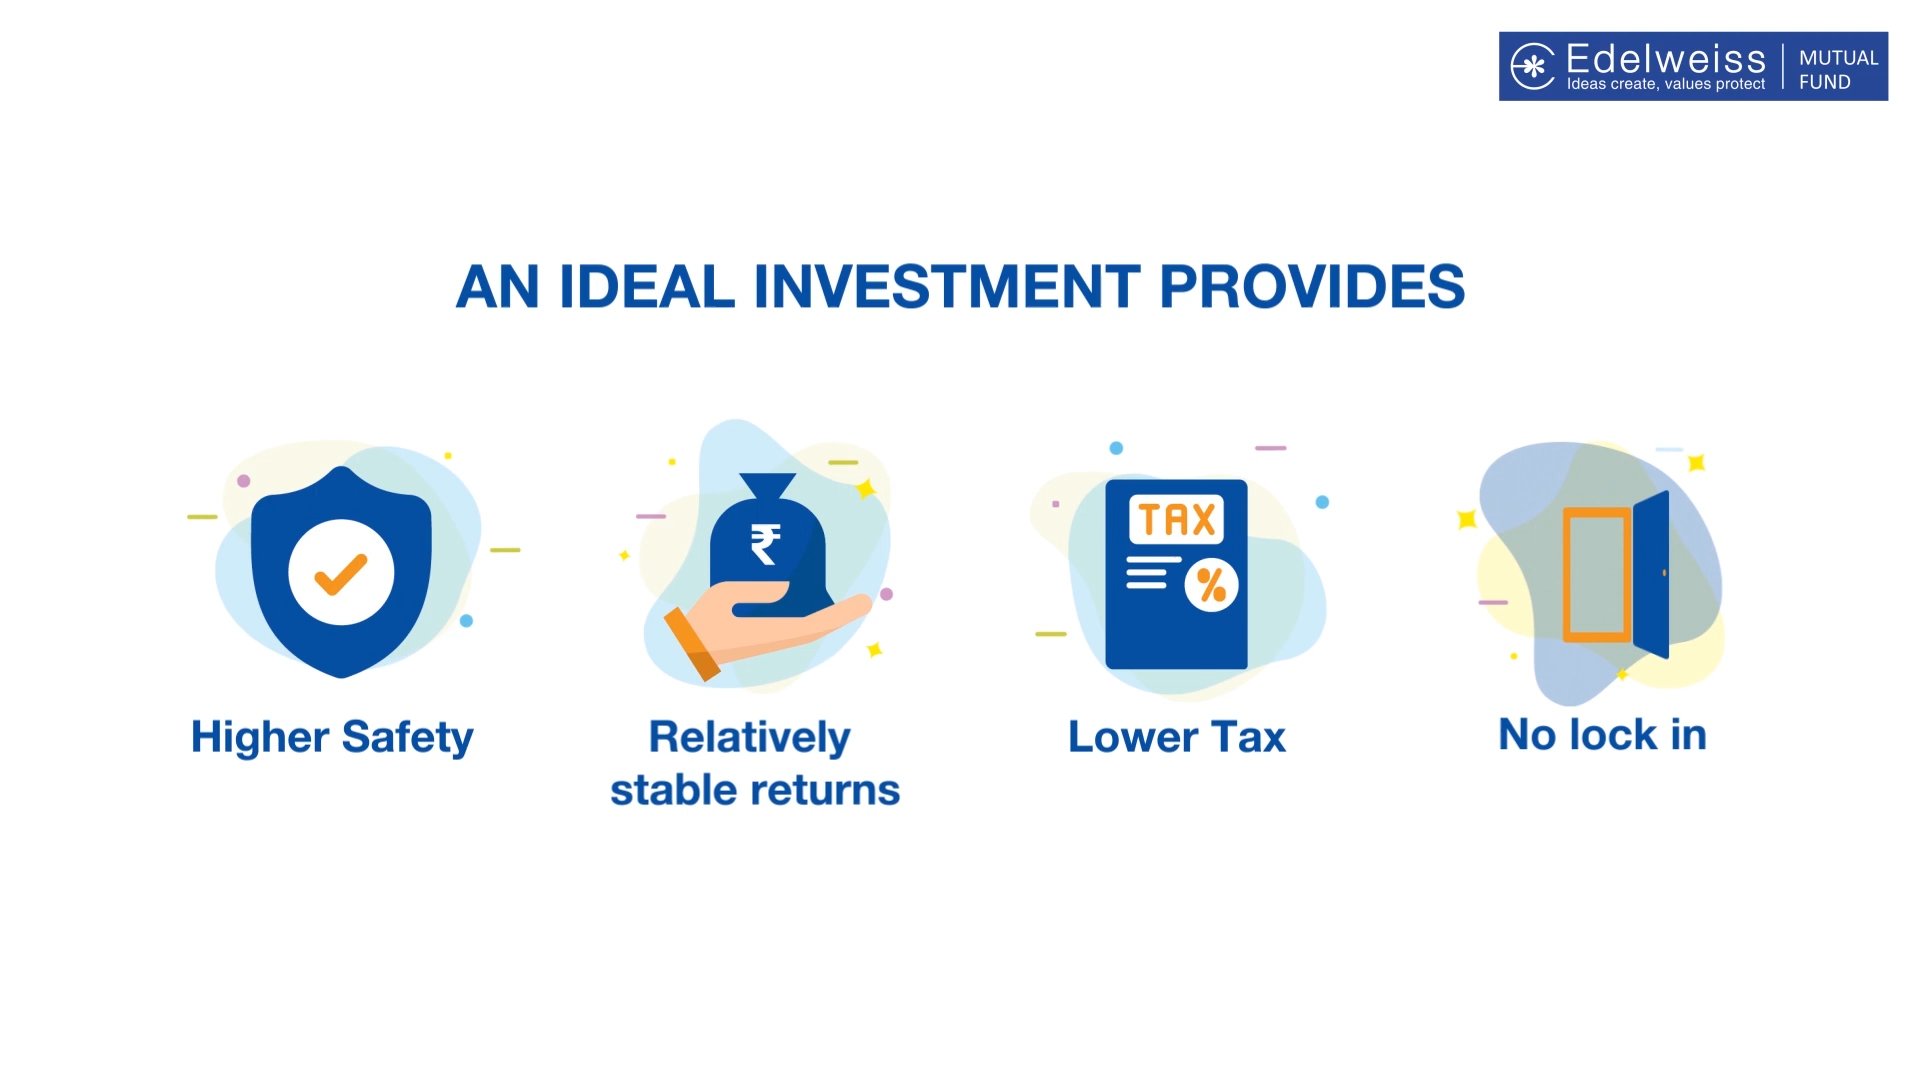 Edelweiss
Ideas create, values protect
MUTUAL
FUND
AN IDEAL INVESTMENT PROVIDES
₹
TAX
%
Higher Safety
Relatively
stable returns
Lower Tax
No lock in